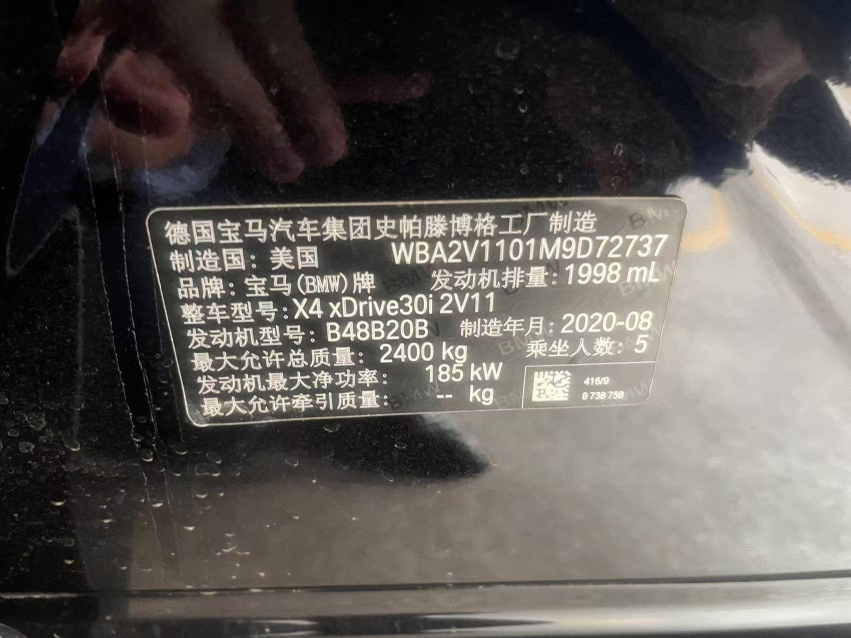 德国宝马汽车集团史帕滕博格工厂制造
制造国: 美国 WBA2V1101M9D72737
品牌: 宝马(BMW)牌 发动机排量: 1998 mL
整车型号: X4 xDrive30i 2V11
发动机型号: B48B20B 制造年月: 2020-08
最大允许总质量: 2400 kg 乘坐人数: 5
发动机最大净功率: 185 kW
最大允许牵引质量: -- kg
416/9
8 738 758